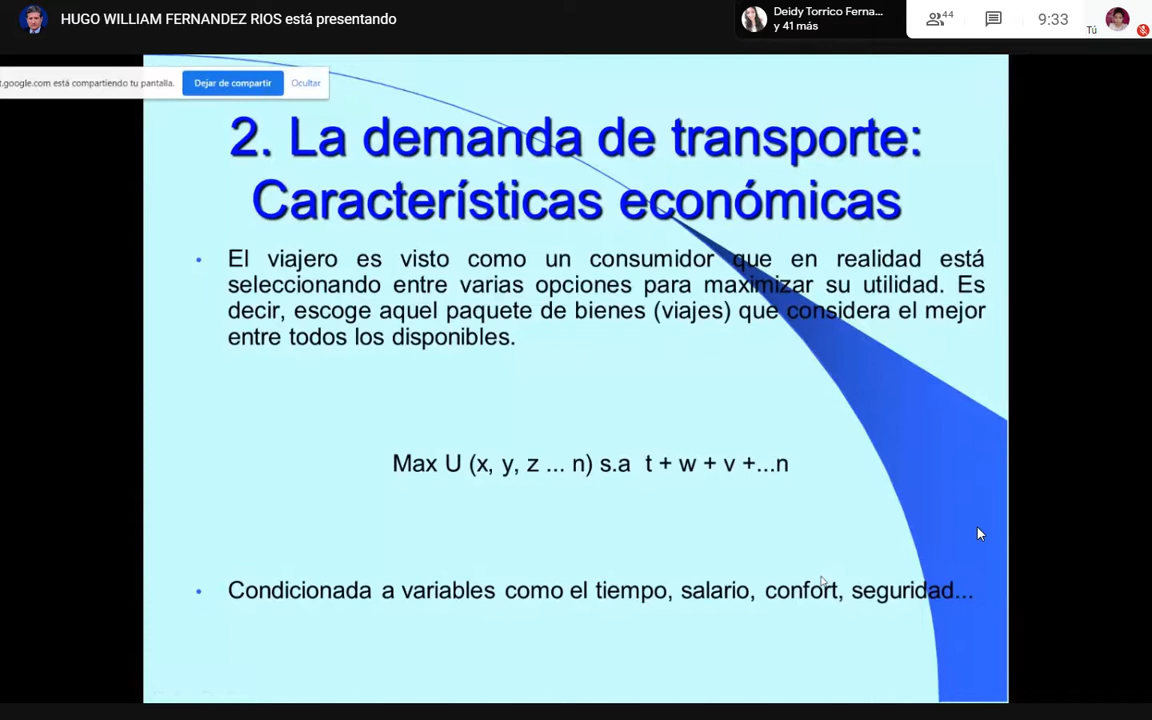 HUGO WILLIAM FERNANDEZ RIOS está presentando
Deidy Torrico Ferna...
y 41 más
44
9:33
Tú
t.google.com está compartiendo tu pantalla.
Dejar de compartir
Ocultar
2. La demanda de transporte:
Características económicas
• El viajero es visto como un consumidor que en realidad está
seleccionando entre varias opciones para maximizar su utilidad. Es
decir, escoge aquel paquete de bienes (viajes) que considera el mejor
entre todos los disponibles.
Max U (x, y, z ... n) s.a t + w + v +...n
• Condicionada a variables como el tiempo, salario, confort, seguridad...